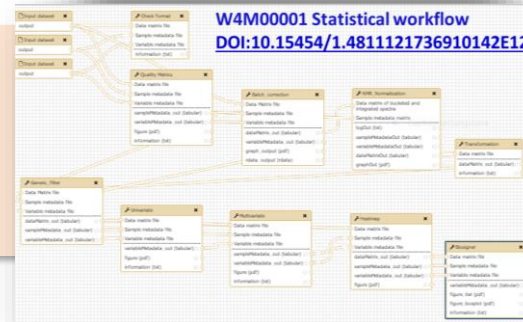 W4M00001 Statistical workflow
DOI:10.15454/1.4811121736910142E12
Input dataset
output
Input dataset
output
Input dataset
output
Check Format
Data matrix file
Sample metadata file
Variable metadata file
information (txt)
Quality Metrics
Data matrix file
Sample metadata file
Variable metadata file
sampleMetadata_out (tabular)
variableMetadata_out (tabular)
figure (pdf)
information (txt)
Batch_correction
Data Matrix file
Sample metadata file
Variable metadata file
dataMatrix_out (tabular)
variableMetadata_out (tabular)
graph_output (pdf)
rdata_output (rdata)
NMR_Normalization
Data matrix of bucketed and
integrated spectra
Sample metadata matrix
logOut (txt)
sampleMetadataOut (tabular)
variableMetadataOut (tabular)
dataMatrixOut (tabular)
graphOut (pdf)
Transformation
Data matrix file
dataMatrix_out (tabular)
information (txt)
Generic_Filter
Data Matrix file
Sample metadata file
Variable metadata file
dataMatrix_out (tabular)
sampleMetadata_out (tabular)
variableMetadata_out (tabular)
Univariate
Data matrix file
Sample metadata file
Variable metadata file
variableMetadata_out (tabular)
figure (pdf)
information (txt)
Multivariate
Data matrix file
Sample metadata file
Variable metadata file
sampleMetadata_out (tabular)
variableMetadata_out (tabular)
figure (pdf)
information (txt)
Heatmap
Data matrix file
Sample metadata file
Variable metadata file
dataMatrix_out (tabular)
sampleMetadata_out (tabular)
variableMetadata_out (tabular)
figure (pdf)
Biosigner
Data matrix file
Sample metadata file
Variable metadata file
variableMetadata_out (tabular)
figure_tier (pdf)
figure_boxplot (pdf)
information (txt)